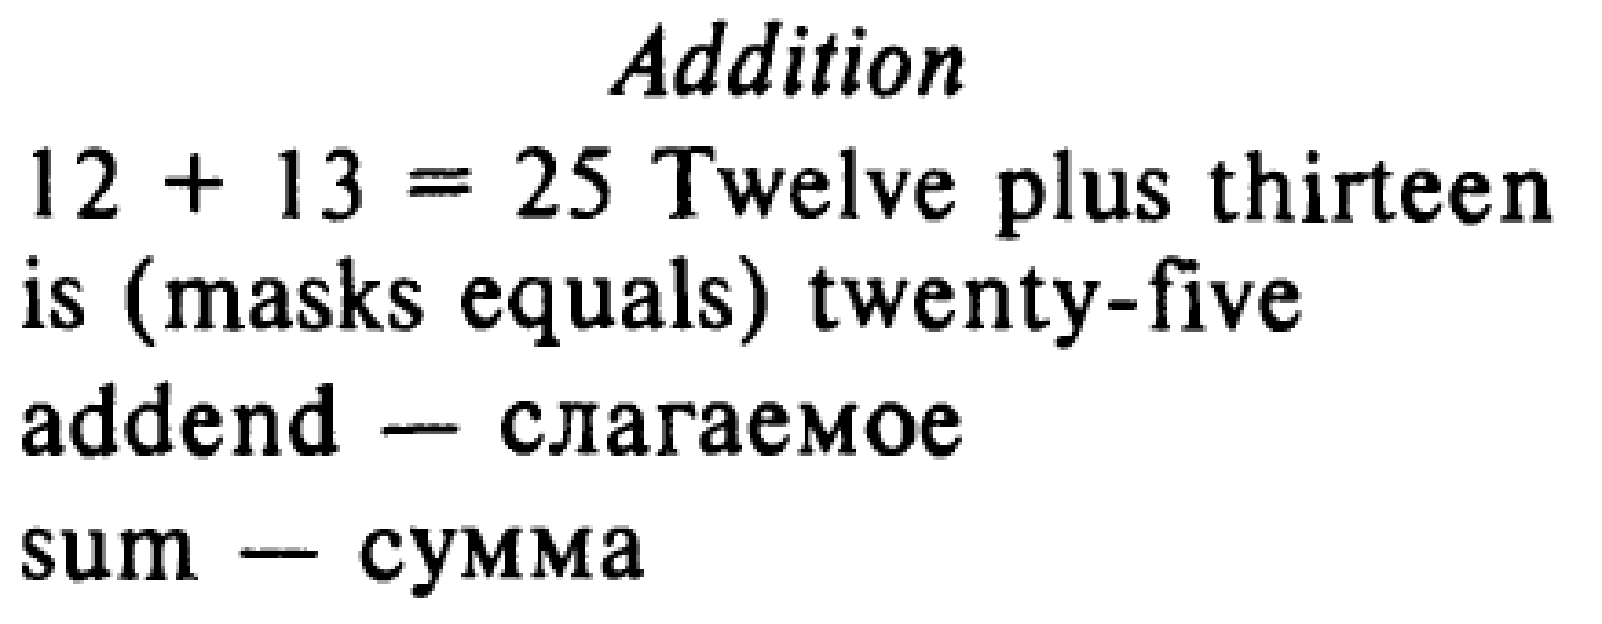 Addition
12 + 13 = 25 Twelve plus thirteen
is (masks equals) twenty-five
addend — слагаемое
sum — сумма